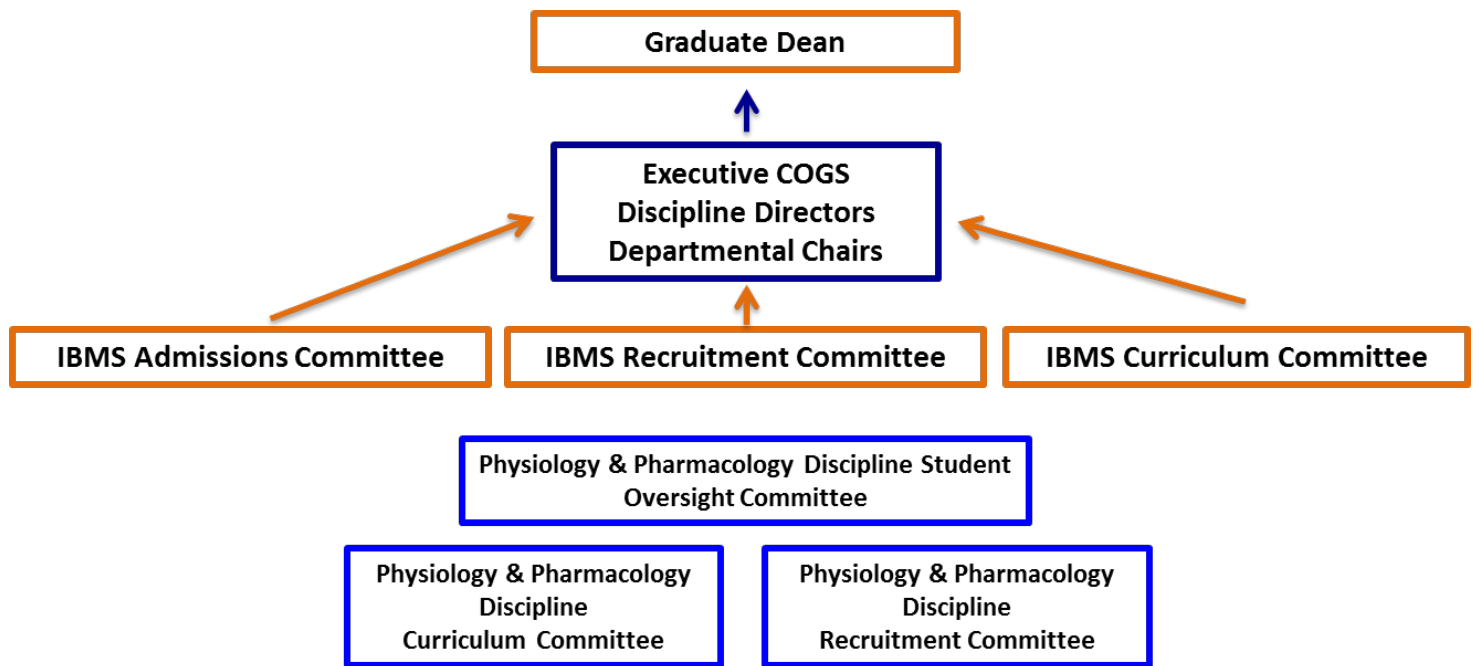 Graduate Dean
Executive COGS
Discipline Directors
Departmental Chairs
IBMS Admissions Committee
IBMS Recruitment Committee
IBMS Curriculum Committee
Physiology & Pharmacology Discipline Student
Oversight Committee
Physiology & Pharmacology
Discipline
Curriculum Committee
Physiology & Pharmacology
Discipline
Recruitment Committee